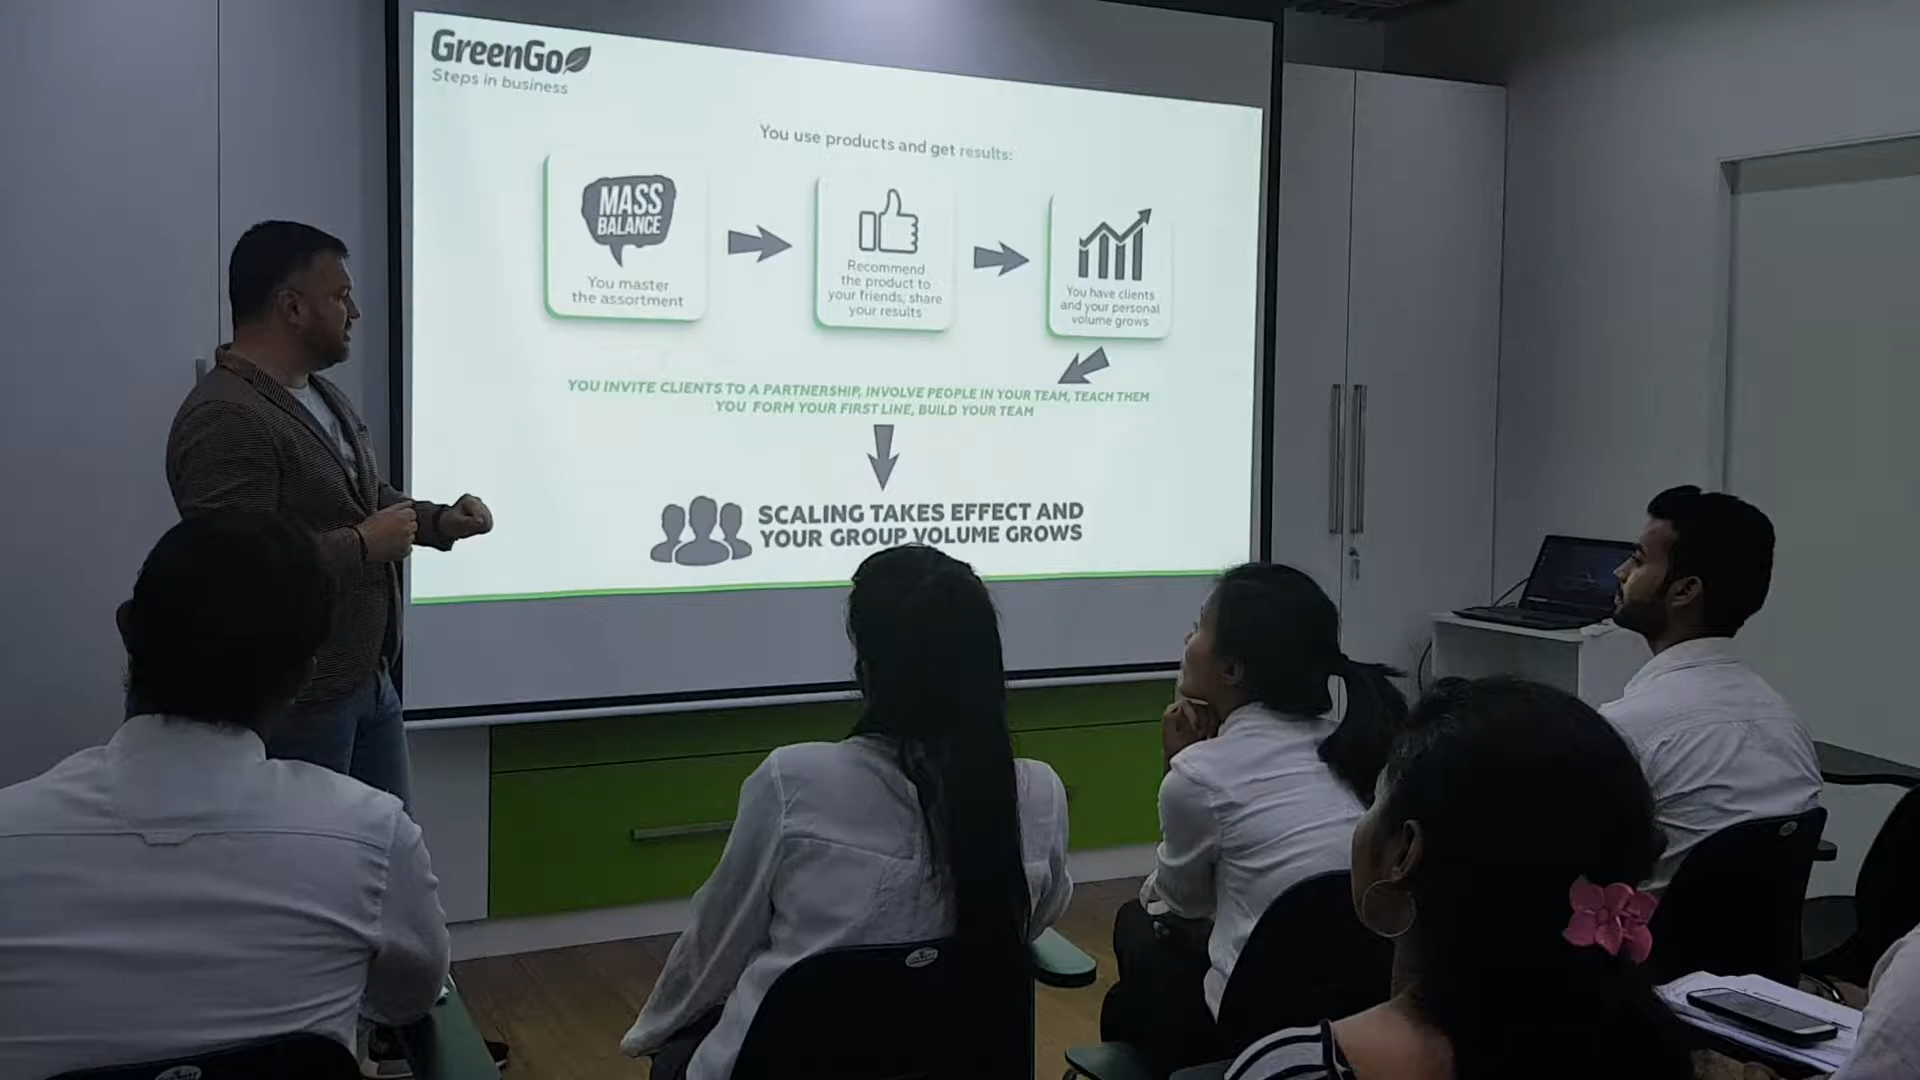 GreenGo
Steps in business
You use products and get results:
MASS
BALANCE
You master
the assortment
Recommend
the product to
your friends, share
your results
You have clients
and your personal
volume grows
YOU INVITE CLIENTS TO A PARTNERSHIP, INVOLVE PEOPLE IN YOUR TEAM, TEACH THEM
YOU FORM YOUR FIRST LINE, BUILD YOUR TEAM
SCALING TAKES EFFECT AND
YOUR GROUP VOLUME GROWS